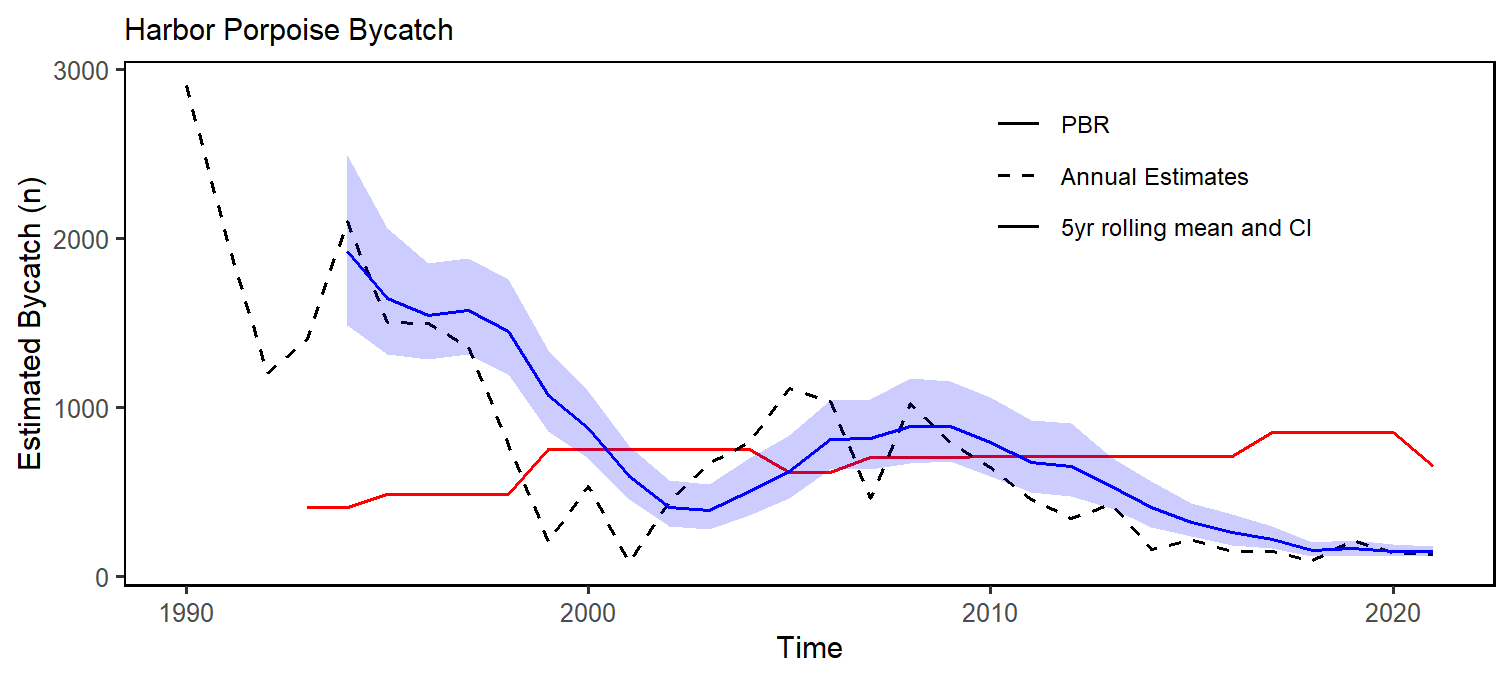 Harbor Porpoise Bycatch
3000
2000
1000
0
Estimated Bycatch (n)
PBR
Annual Estimates
5yr rolling mean and CI
1990 2000 2010 2020
Time